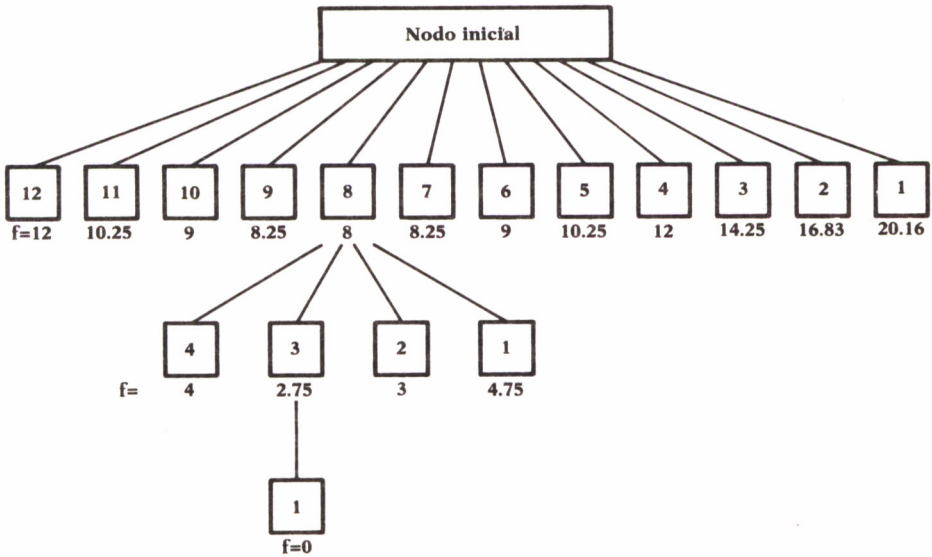 Nodo inicial
12 11 10 9 8 7 6 5 4 3 2 1
f=12 10.25 9 8.25 8 8.25 9 10.25 12 14.25 16.83 20.16
4 3 2 1
f= 4 2.75 3 4.75
1
f=0